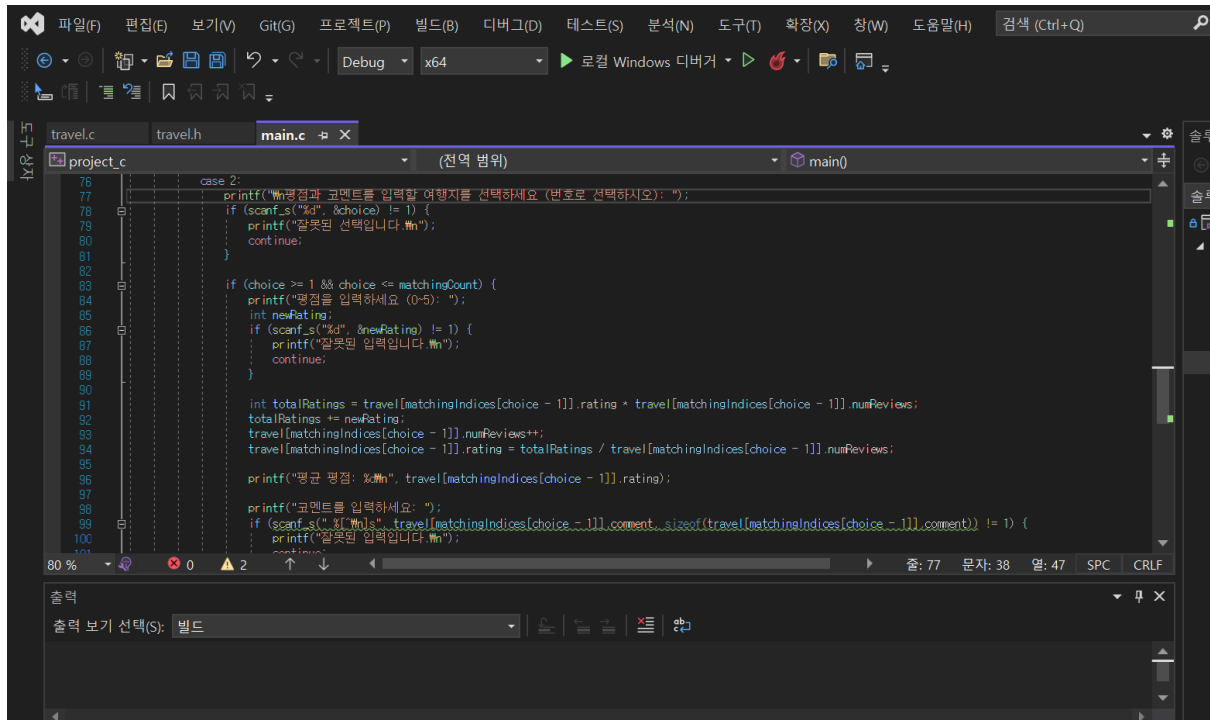 파일(F) 편집(E) 보기(V) Git(G) 프로젝트(P) 빌드(B) 디버그(D) 테스트(S) 분석(N) 도구(T) 확장(X) 창(W) 도움말(H) 검색 (Ctrl+Q)
Debug x64 로컬 Windows 디버거
도구 상자
travel.c travel.h main.c
솔루
project_c (전역 범위) main()
76 case 2:
77 printf("₩n평점과 코멘트를 입력할 여행지를 선택하세요 (번호로 선택하시오): ");
78 if (scanf_s("%d", &choice) != 1) {
79 printf("잘못된 선택입니다.₩n");
80 continue;
81 }
82
83 if (choice >= 1 && choice <= matchingCount) {
84 printf("평점을 입력하세요 (0~5): ");
85 int newRating;
86 if (scanf_s("%d", &newRating) != 1) {
87 printf("잘못된 입력입니다.₩n");
88 continue;
89 }
90
91 int totalRatings = travel[matchingIndices[choice - 1]].rating * travel[matchingIndices[choice - 1]].numReviews;
92 totalRatings += newRating;
93 travel[matchingIndices[choice - 1]].numReviews++;
94 travel[matchingIndices[choice - 1]].rating = totalRatings / travel[matchingIndices[choice - 1]].numReviews;
95
96 printf("평균 평점: %d₩n", travel[matchingIndices[choice - 1]].rating);
97
98 printf("코멘트를 입력하세요: ");
99 if (scanf_s(" %[^₩n]s", travel[matchingIndices[choice - 1]].comment, sizeof(travel[matchingIndices[choice - 1]].comment)) != 1) {
100 printf("잘못된 입력입니다.₩n");
101 continue;
솔루
80 % 0 2 줄: 77 문자: 38 열: 47 SPC CRLF
출력
출력 보기 선택(S): 빌드